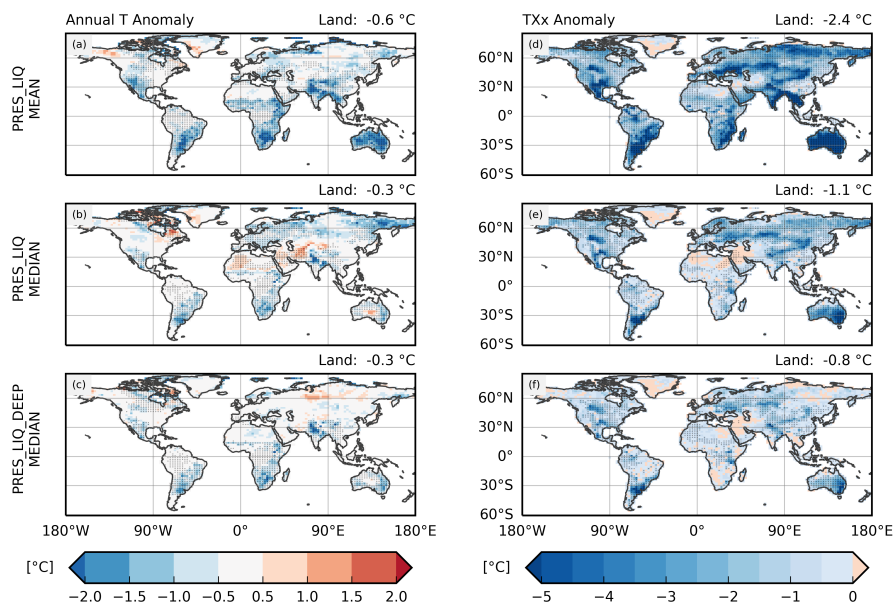 Annual T Anomaly Land: -0.6 °C
TXx Anomaly Land: -2.4 °C
PRES_LIQ
MEAN
(a)
(d)
60°N
30°N
0°
30°S
60°S
Land: -0.3 °C
Land: -1.1 °C
PRES_LIQ
MEDIAN
(b)
(e)
60°N
30°N
0°
30°S
60°S
Land: -0.3 °C
Land: -0.8 °C
PRES_LIQ_DEEP
MEDIAN
(c)
(f)
60°N
30°N
0°
30°S
60°S
180°W 90°W 0° 90°E 180°E
180°W 90°W 0° 90°E 180°E
[°C]
−2.0 −1.5 −1.0 −0.5 0.5 1.0 1.5 2.0
[°C]
−5 −4 −3 −2 −1 0